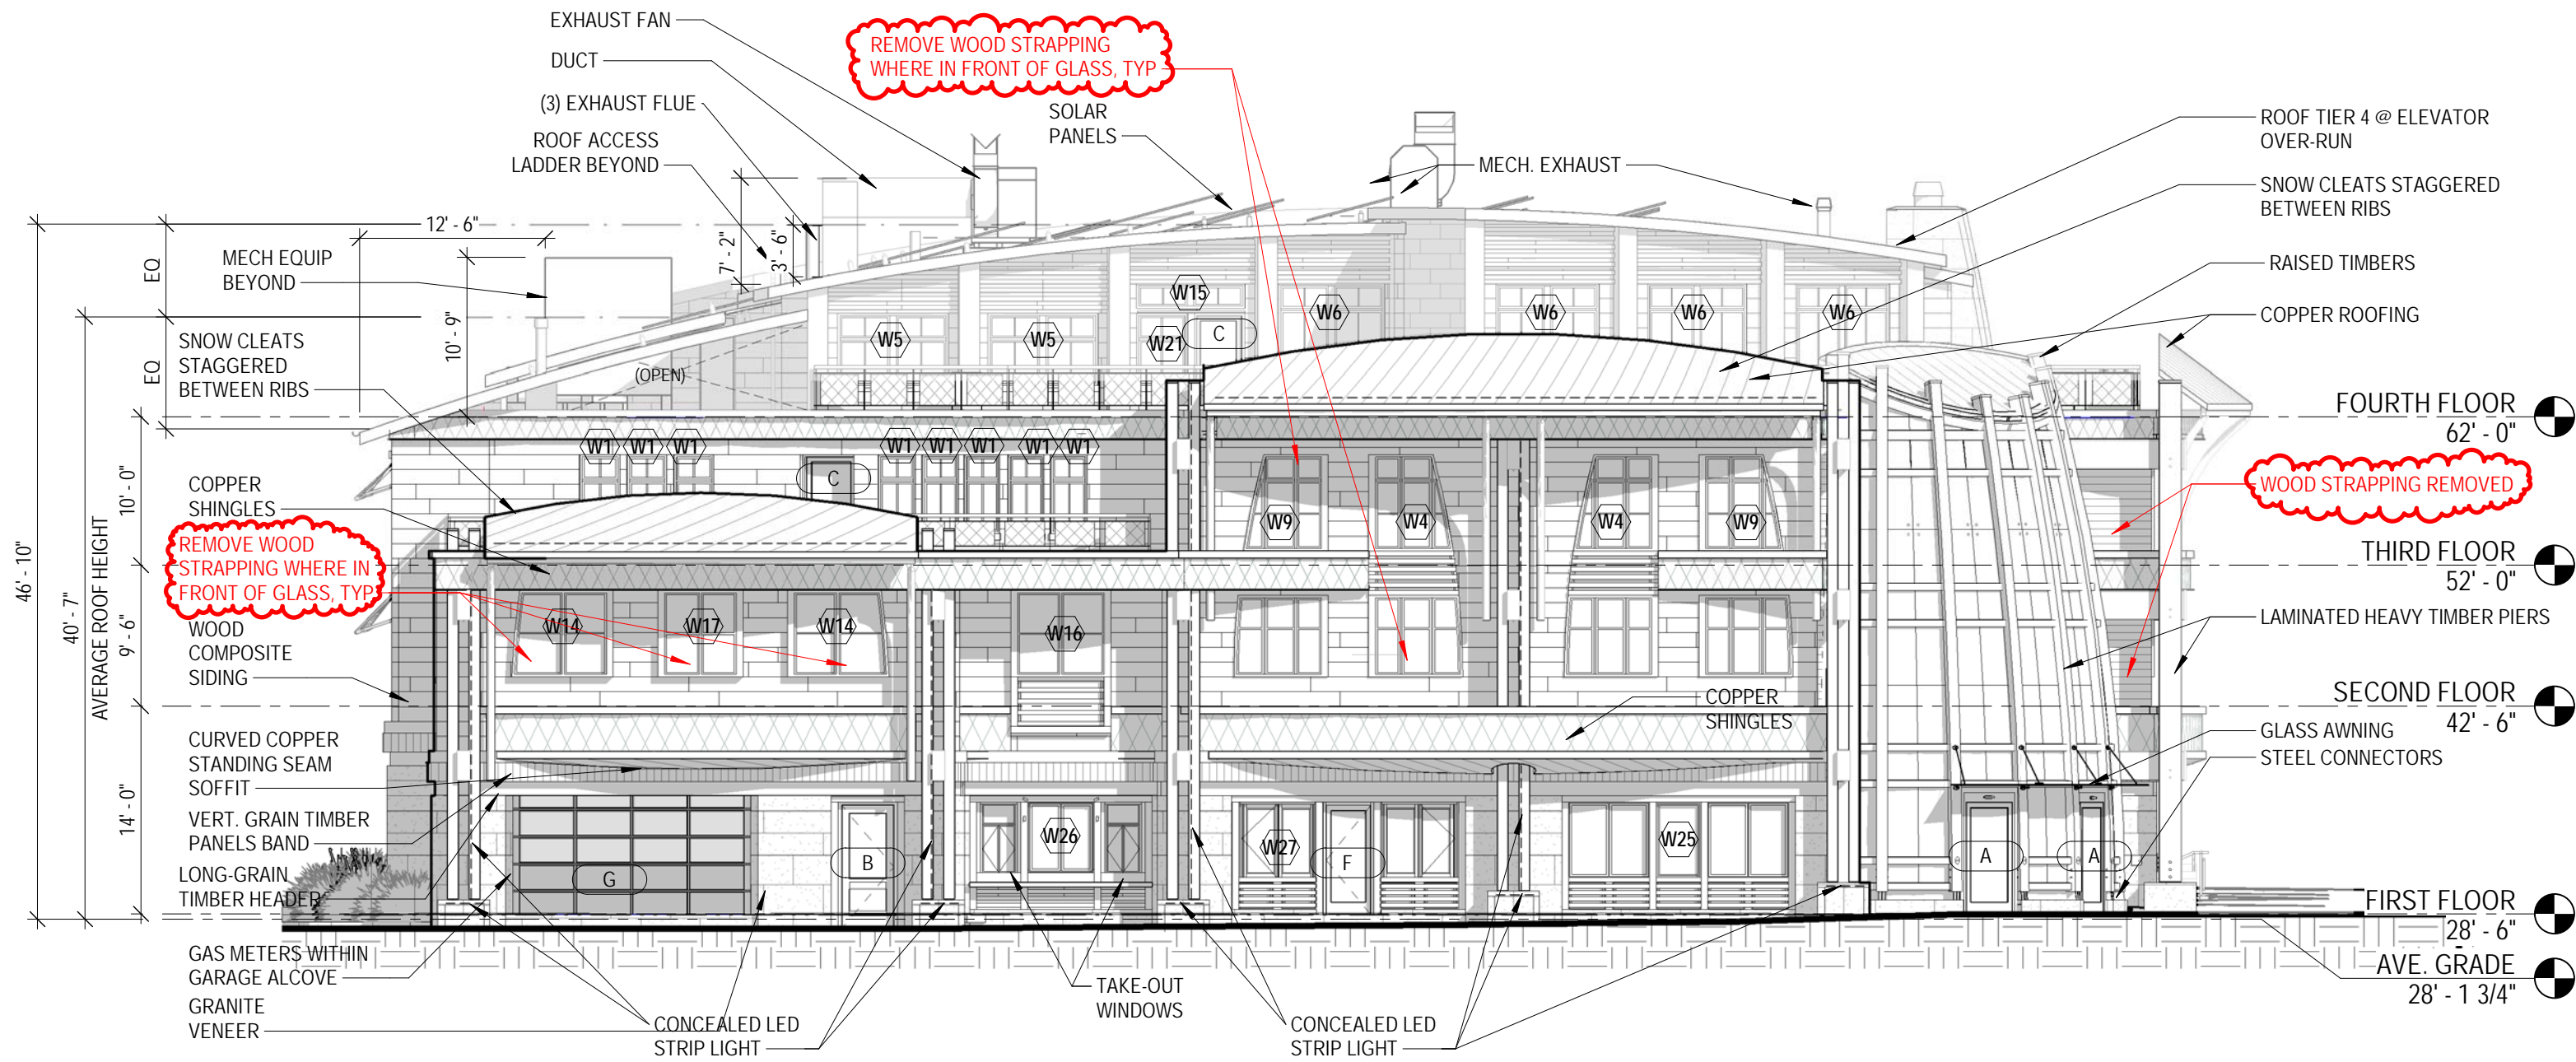 EXHAUST FAN
DUCT
(3) EXHAUST FLUE
ROOF ACCESS
LADDER BEYOND
REMOVE WOOD STRAPPING
WHERE IN FRONT OF GLASS, TYP
SOLAR
PANELS
MECH. EXHAUST
ROOF TIER 4 @ ELEVATOR
OVER-RUN
SNOW CLEATS STAGGERED
BETWEEN RIBS
RAISED TIMBERS
COPPER ROOFING
12' - 6"
7' - 2"
3' - 6"
EQ
MECH EQUIP
BEYOND
10' - 9"
EQ
SNOW CLEATS
STAGGERED
BETWEEN RIBS
(OPEN)
W5
W5
W15
W21
C
W6
W6
W6
W6
FOURTH FLOOR
62' - 0"
W1
W1
W1
W1
W1
W1
W1
W1
C
10' - 0"
COPPER
SHINGLES
W9
W4
W4
W9
WOOD STRAPPING REMOVED
REMOVE WOOD
STRAPPING WHERE IN
FRONT OF GLASS, TYP
THIRD FLOOR
52' - 0"
46' - 10"
40' - 7"
AVERAGE ROOF HEIGHT
9' - 6"
WOOD
COMPOSITE
SIDING
W14
W17
W14
W16
LAMINATED HEAVY TIMBER PIERS
COPPER
SHINGLES
SECOND FLOOR
42' - 6"
GLASS AWNING
STEEL CONNECTORS
CURVED COPPER
STANDING SEAM
SOFFIT
14' - 0"
VERT. GRAIN TIMBER
PANELS BAND
LONG-GRAIN
TIMBER HEADER
G
B
W26
W27
F
W25
A
A
FIRST FLOOR
28' - 6"
GAS METERS WITHIN
GARAGE ALCOVE
GRANITE
VENEER
CONCEALED LED
STRIP LIGHT
TAKE-OUT
WINDOWS
CONCEALED LED
STRIP LIGHT
AVE. GRADE
28' - 1 3/4"